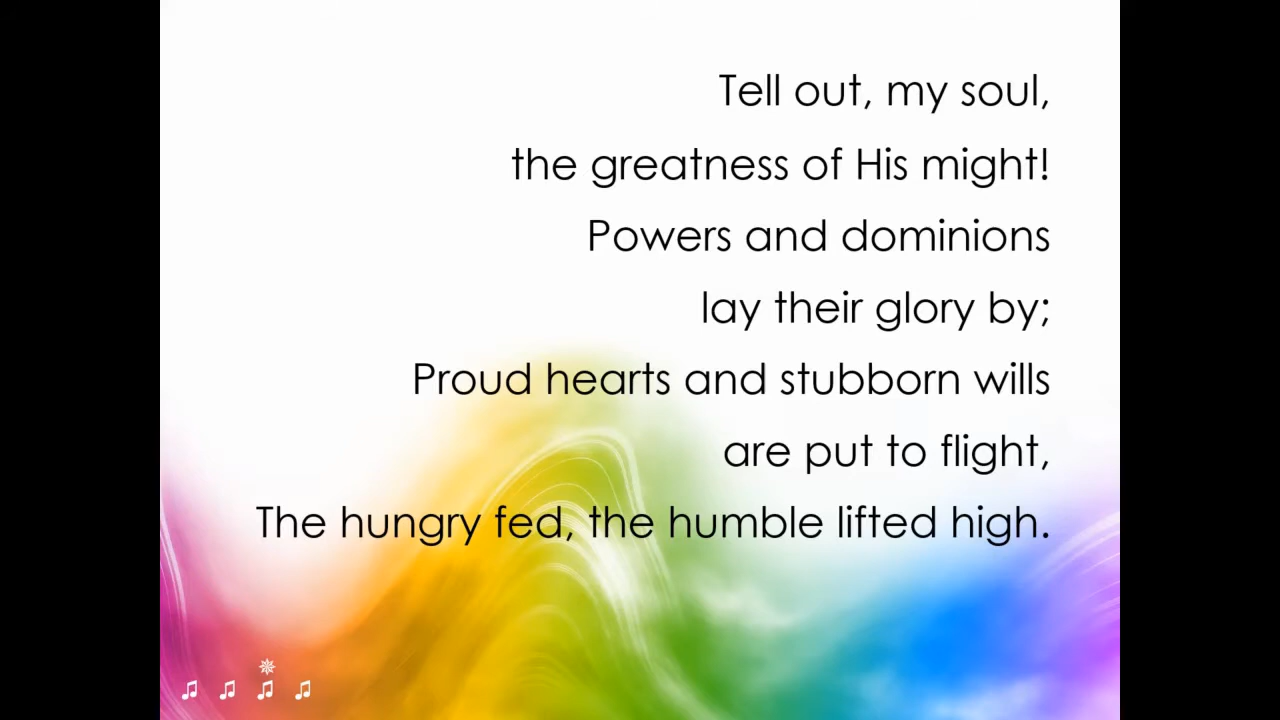 Tell out, my soul,
the greatness of His might!
Powers and dominions
lay their glory by;
Proud hearts and stubborn wills
are put to flight,
The hungry fed, the humble lifted high.